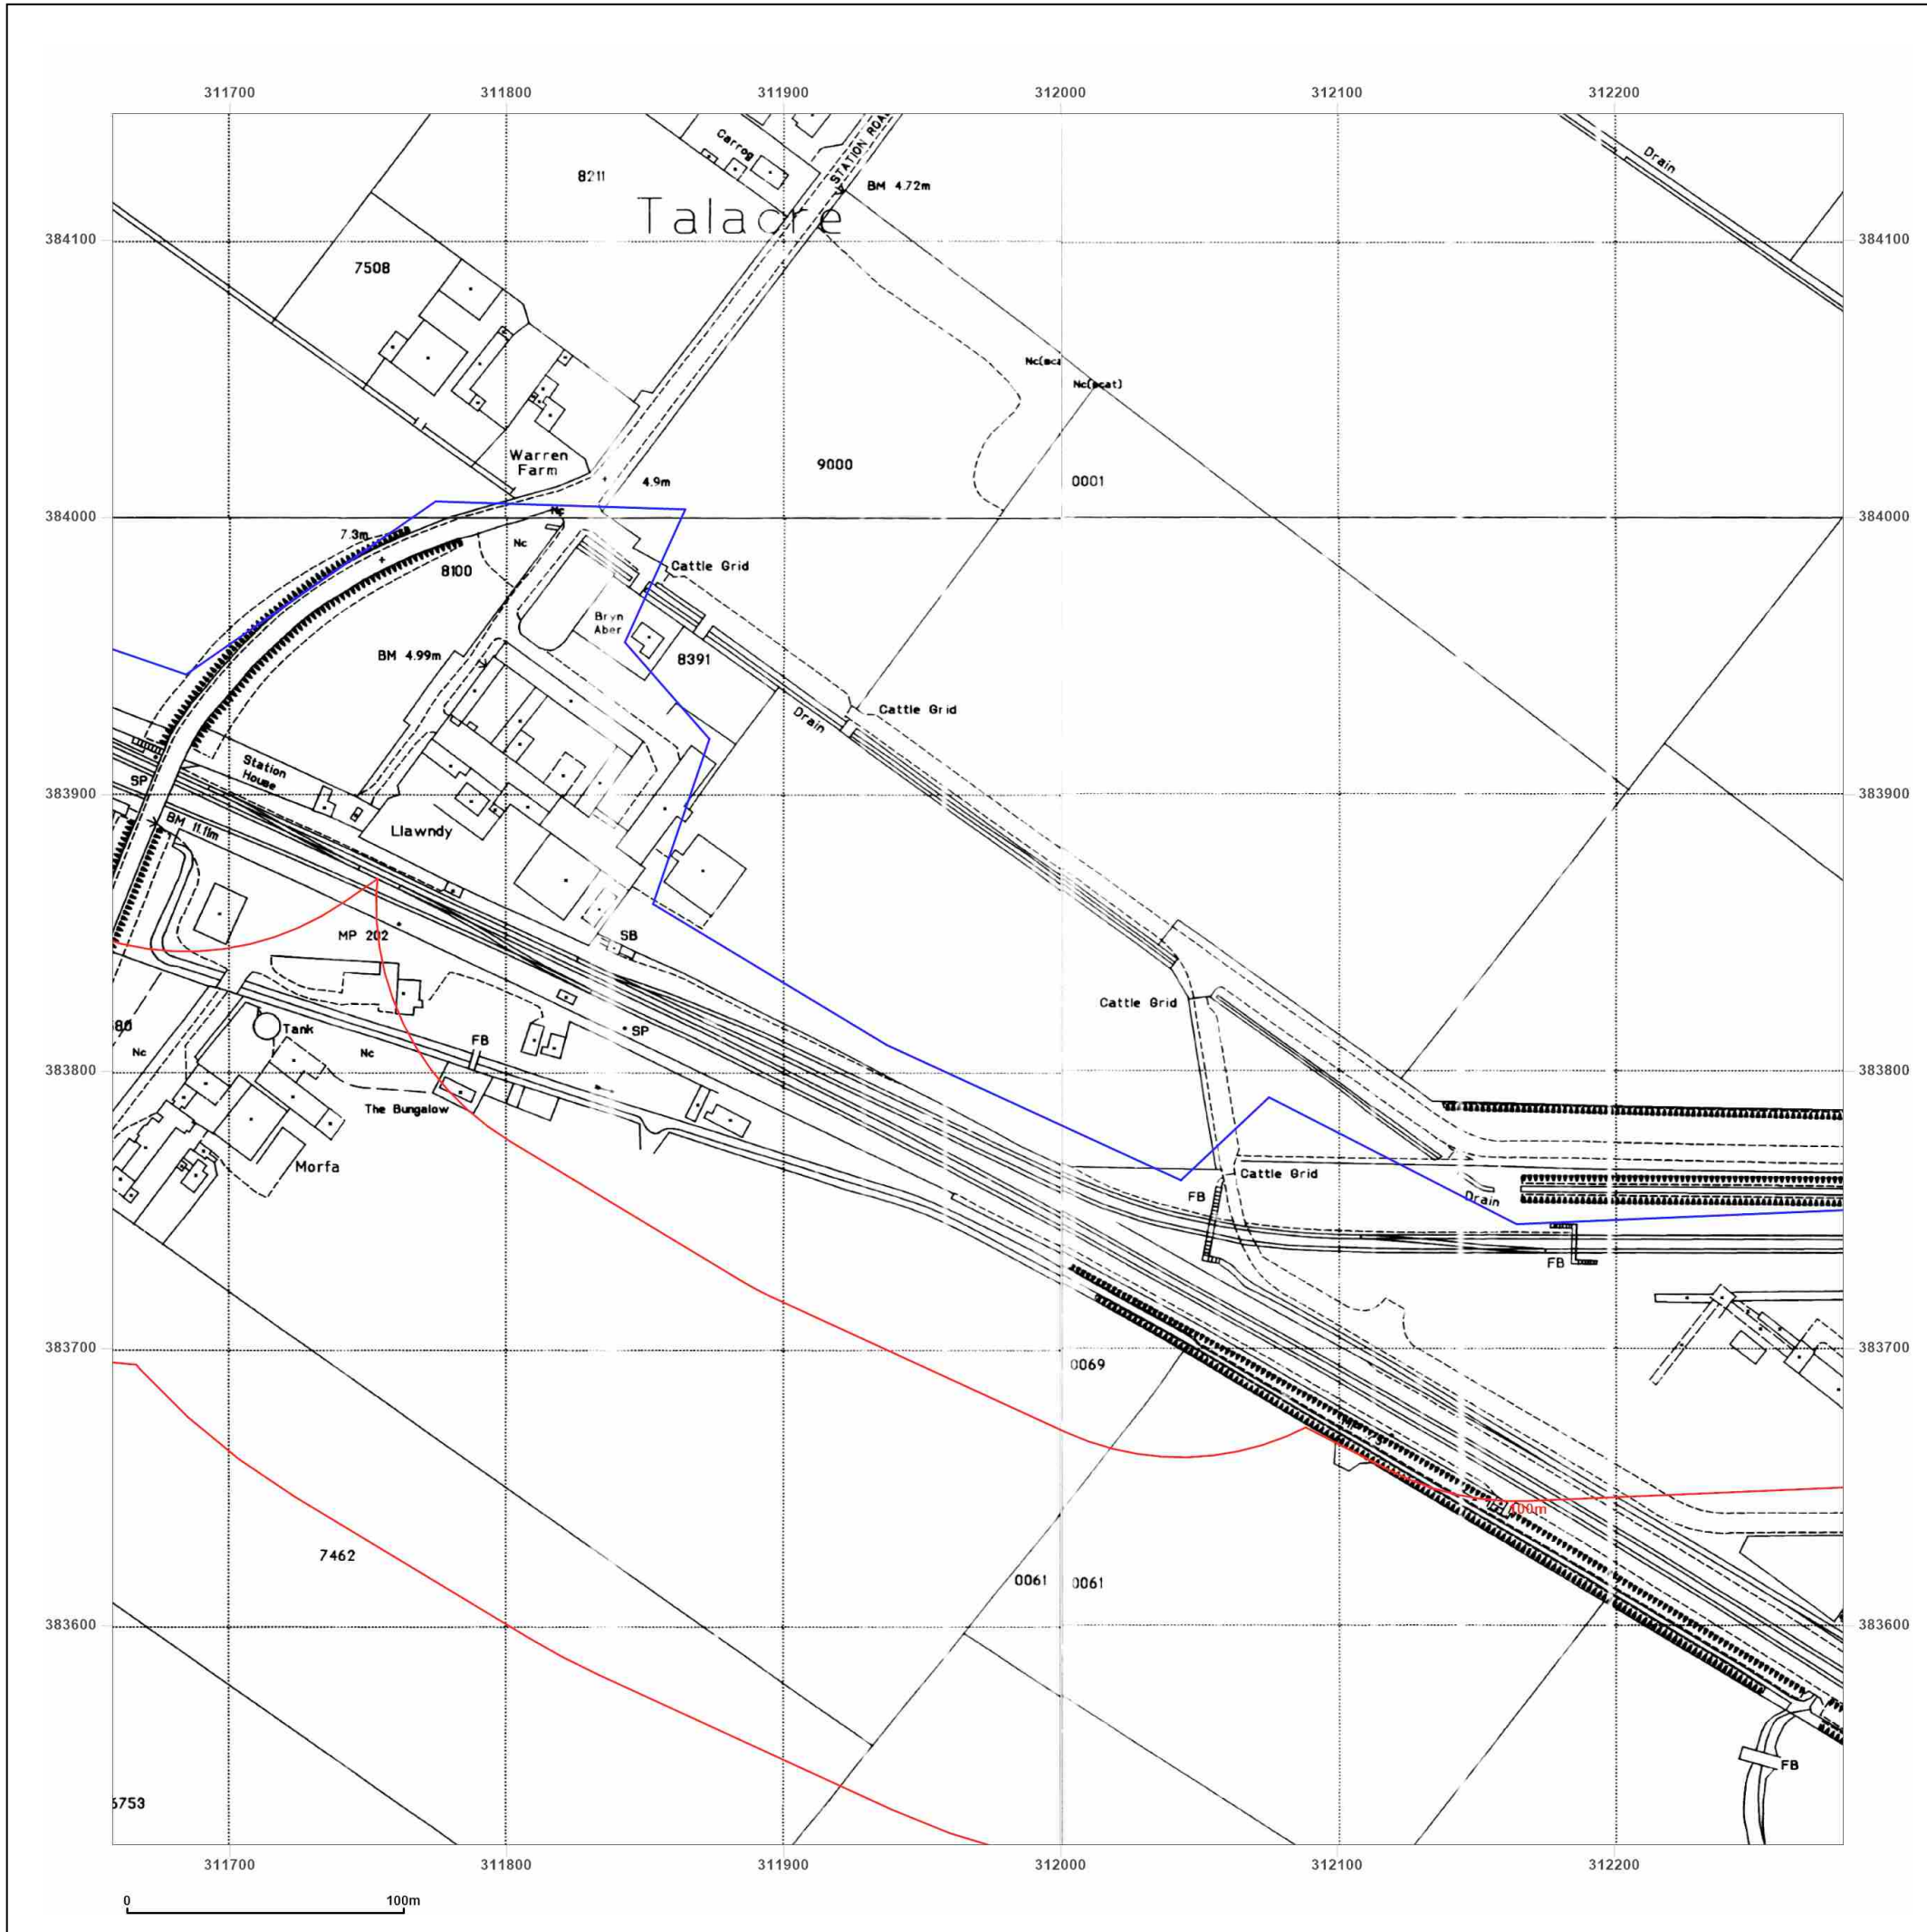 311700 311800 311900 312000 312100 312200
Carrog
STATION ROA
Drain
8211
BM 4.72m
Talacre
384100 384100
7508
Nc(sca
Nc(scat)
Warren
Farm
9000
4.9m
0001
384000 384000
Nc
7.3m
Nc
8100
Cattle Grid
Bryn
Aber
BM 4.99m
8391
Drain
Cattle Grid
Station
House
SP
383900 383900
BM 11.11m
Llawndy
MP 202
SB
Cattle Grid
80
Tank
SP
FB
Nc
Nc
383800 383800
The Bungalow
Morfa
Cattle Grid
FB
Drain
FB
383700 383700
0069
100m
7462
0061 0061
383600 383600
FB
6753
311700 311800 311900 312000 312100 312200
0 100m